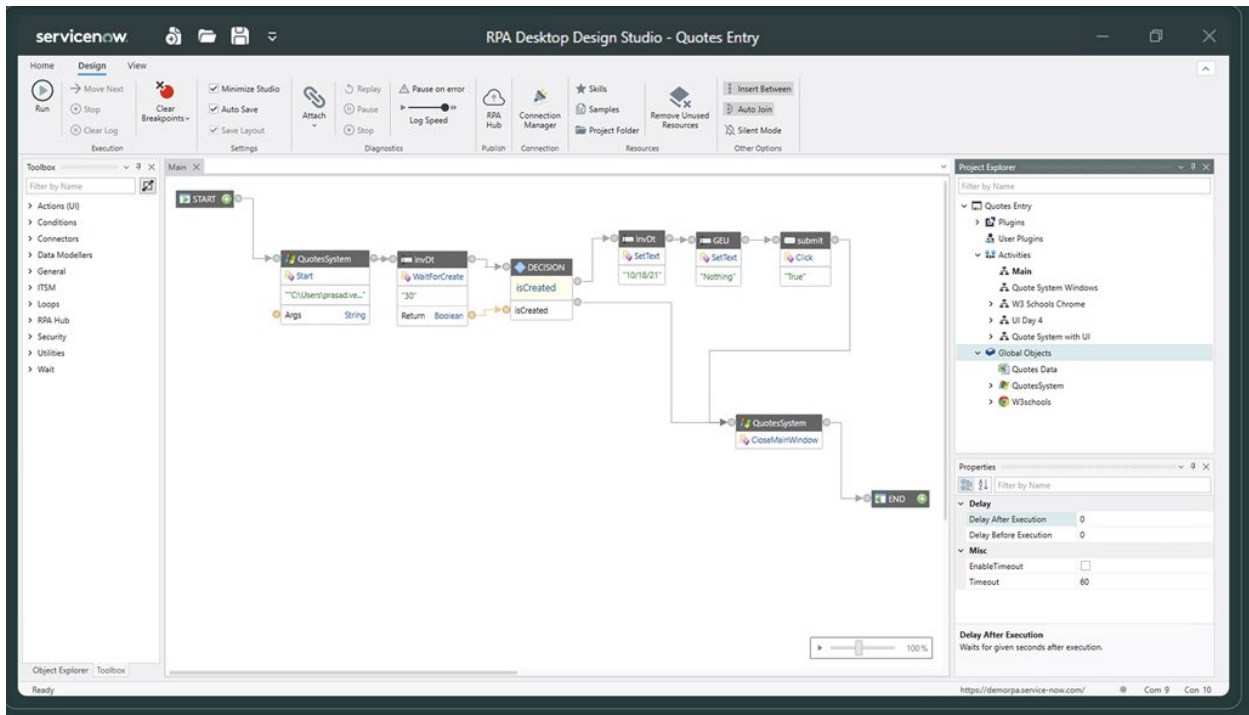 servicenow
RPA Desktop Design Studio - Quotes Entry
Home Design View
Run
Move Next
Stop
Clear Log
Clear Breakpoints
Execution
Minimize Studio
Auto Save
Save Layout
Settings
Attach
Replay
Pause
Stop
Pause on error
Log Speed
Diagnostics
RPA Hub
Publish
Connection Manager
Connection
Skills
Samples
Project Folder
Remove Unused Resources
Resources
Insert Between
Auto Join
Silent Mode
Other Options
Toolbox
Filter by Name
Actions (UI)
Conditions
Connectors
Data Modellers
General
ITSM
Loops
RPA Hub
Security
Utilities
Wait
Object Explorer Toolbox
Main
START
QuotesSystem
Start
""C:\Users\prasad.ve..."
Args String
invDt
WaitForCreate
"30"
Return Boolean
DECISION
isCreated
isCreated
invDt
SetText
"10/18/21"
GEU
SetText
"Nothing"
submit
Click
"True"
QuotesSystem
CloseMainWindow
END
100%
Project Explorer
Filter by Name
Quotes Entry
Plugins
User Plugins
Activities
Main
Quote System Windows
W3 Schools Chrome
UI Day 4
Quote System with UI
Global Objects
Quotes Data
QuotesSystem
W3schools
Properties
Filter by Name
Delay
Delay After Execution 0
Delay Before Execution 0
Misc
EnableTimeout
Timeout 60
Delay After Execution
Waits for given seconds after execution.
Ready
https://demorpa.service-now.com/ Com 9 Con 10